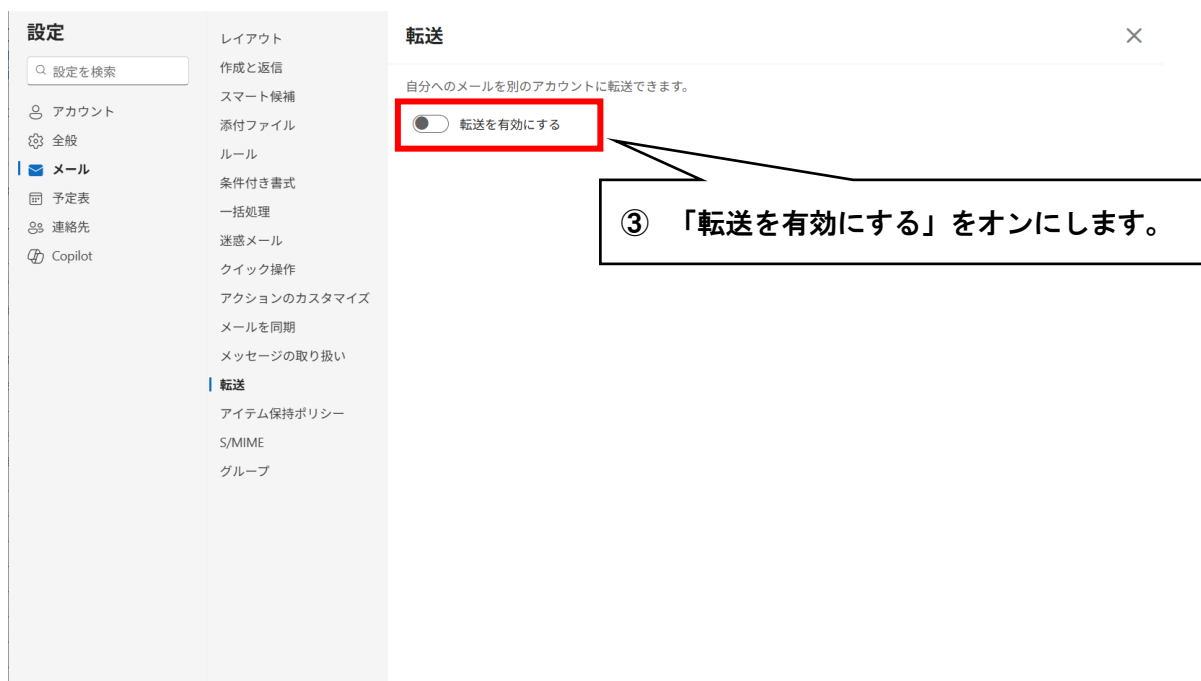 設定
設定を検索
アカウント
全般
メール
予定表
連絡先
Copilot
レイアウト
作成と返信
スマート候補
添付ファイル
ルール
条件付き書式
一括処理
迷惑メール
クイック操作
アクションのカスタマイズ
メールを同期
メッセージの取り扱い
転送
アイテム保持ポリシー
S/MIME
グループ
転送
自分へのメールを別のアカウントに転送できます。
転送を有効にする
③ 「転送を有効にする」をオンにします。